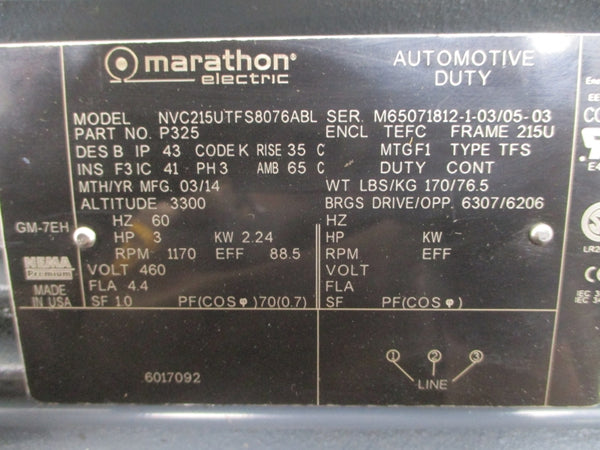 marathon®
electric
AUTOMOTIVE
DUTY
MODEL NVC215UTFS8076ABL SER. M65071812-1-03/05-03
PART NO. P325 ENCL TEFC FRAME 215U
DES B IP 43 CODE K RISE 35 C MTG F1 TYPE TFS
INS F3 IC 41 PH 3 AMB 65 C DUTY CONT
MTH/YR MFG. 03/14 WT LBS/KG 170/76.5
ALTITUDE 3300 BRGS DRIVE/OPP. 6307/6206
HZ 60 HZ
GM-7EH HP 3 KW 2.24 HP KW
RPM 1170 EFF 88.5 RPM EFF
NEMA
Premium
VOLT 460 VOLT
MADE
IN USA
FLA 4.4 FLA
SF 1.0 PF(COS φ)70(0.7) SF PF(COS φ)
1 2 3
LINE
6017092